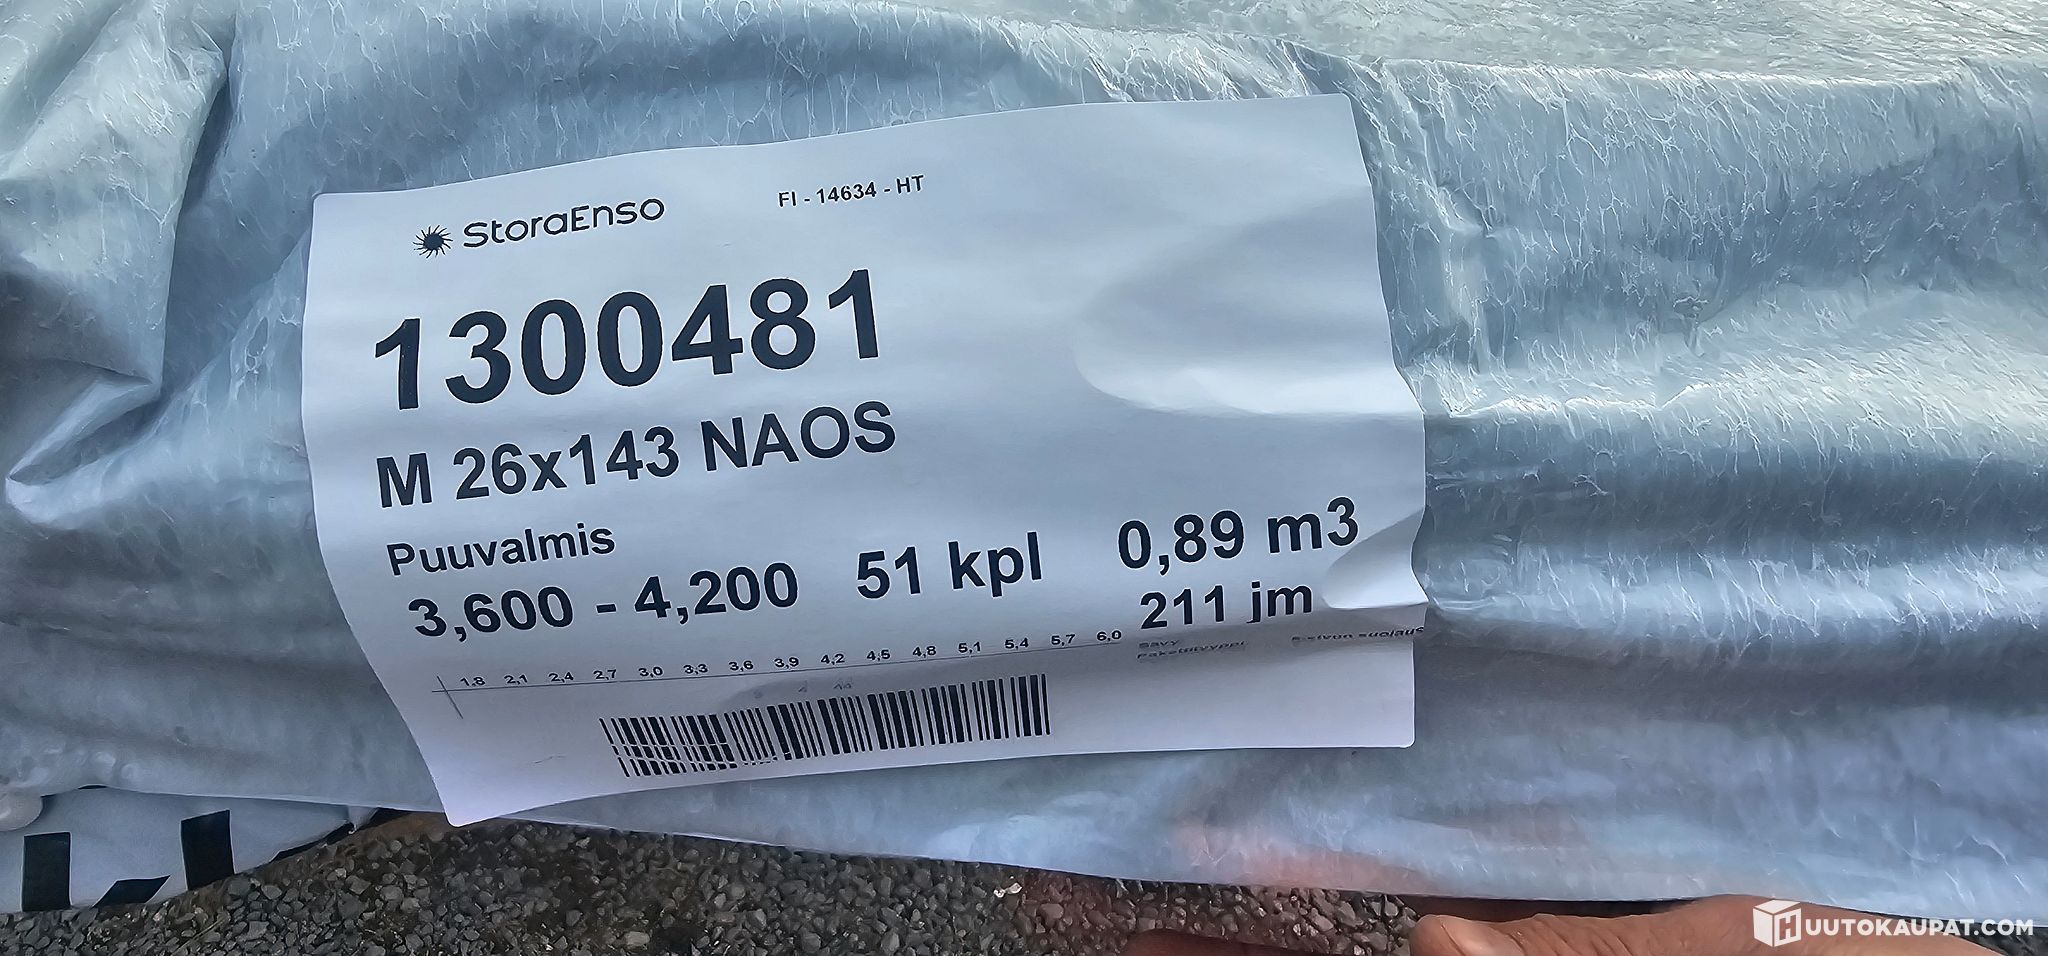 StoraEnso
FI - 14634 - HT
1300481
M 26x143 NAOS
Puuvalmis
3,600 - 4,200 51 kpl 0,89 m3
211 jm
1,8 2,1 2,4 2,7 3,0 3,3 3,6 3,9 4,2 4,5 4,8 5,1 5,4 5,7 6,0
HUUTOKAUPAT.COM